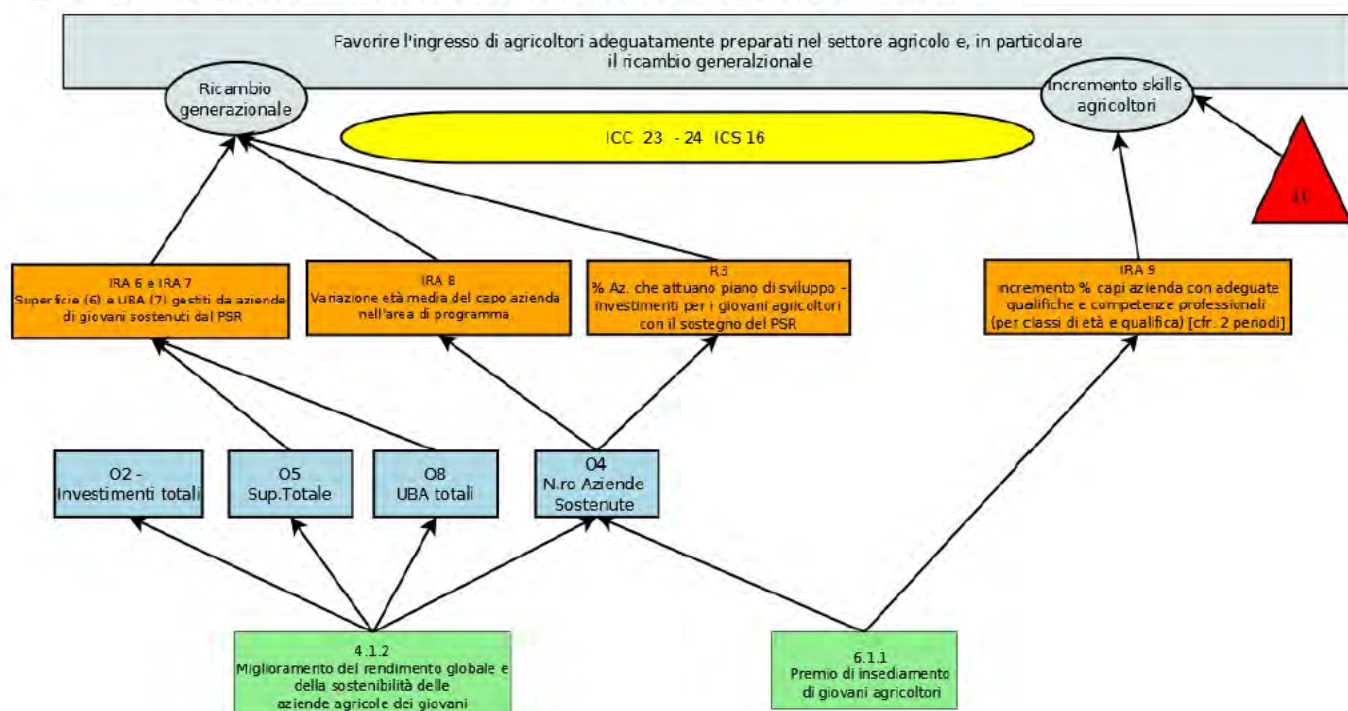 Favorire l'ingresso di agricoltori adeguatamente preparati nel settore agricolo e, in particolare
il ricambio generalzionale
Ricambio
generazionale
Incremento skills
agricoltori
ICC 23 - 24 ICS 16
IRA 6 e IRA 7
Superficie (6) e UBA (7) gestiti da aziende
di giovani sostenuti dal PSR
IRA 8
Variazione età media del capo azienda
nell'area di programma
R3
% Az. che attuano piano di sviluppo -
investimenti per i giovani agricoltori
con il sostegno del PSR
IRA 9
incremento % capi azienda con adeguate
qualifiche e competenze professionali
(per classi di età e qualifica) [cfr. 2 periodi]
O2 -
Investimenti totali
O5
Sup.Totale
O8
UBA totali
O4
N.ro Aziende
Sostenute
4.1.2
Miglioramento del rendimento globale e
della sostenibilità delle
aziende agricole dei giovani
6.1.1
Premio di insediamento
di giovani agricoltori